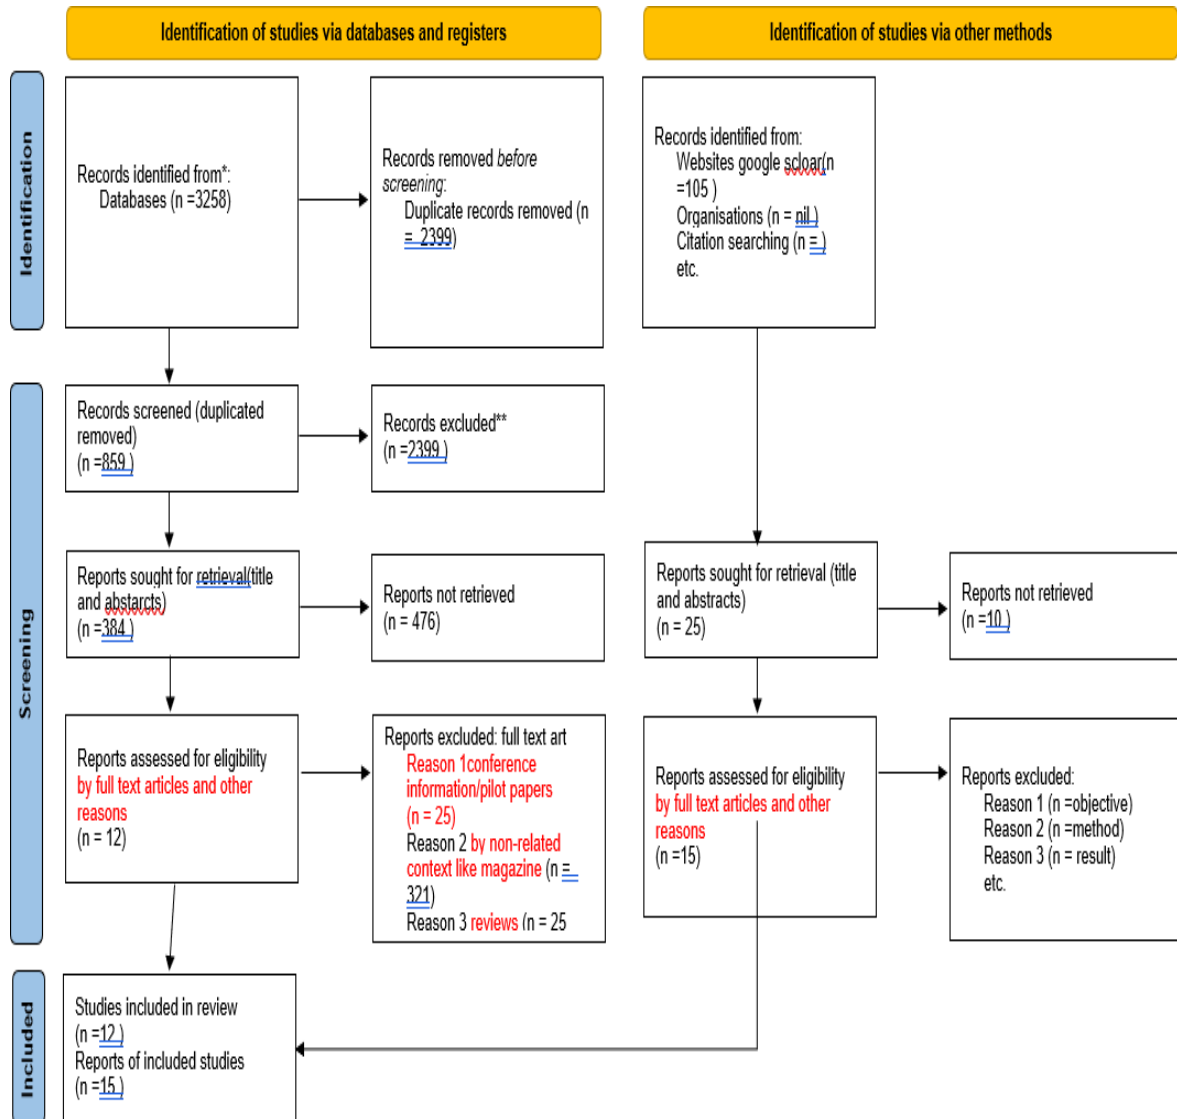 Identification of studies via databases and registers
Identification of studies via other methods
Identification
Records identified from*:
Databases (n =3258)
Records removed before
screening:
Duplicate records removed (n
= 2399)
Records identified from:
Websites google scloar(n
=105 )
Organisations (n = nil )
Citation searching (n = )
etc.
Screening
Records screened (duplicated
removed)
(n =859 )
Records excluded**
(n =2399 )
Reports sought for retrieval(title
and abstarcts)
(n =384 )
Reports not retrieved
(n = 476)
Reports sought for retrieval (title
and abstracts)
(n = 25)
Reports not retrieved
(n =10 )
Reports assessed for eligibility
by full text articles and other
reasons
(n = 12)
Reports excluded: full text art
Reason 1conference
information/pilot papers
(n = 25)
Reason 2 by non-related
context like magazine (n =
321)
Reason 3 reviews (n = 25
Reports assessed for eligibility
by full text articles and other
reasons
(n =15)
Reports excluded:
Reason 1 (n =objective)
Reason 2 (n =method)
Reason 3 (n = result)
etc.
Included
Studies included in review
(n =12 )
Reports of included studies
(n =15 )